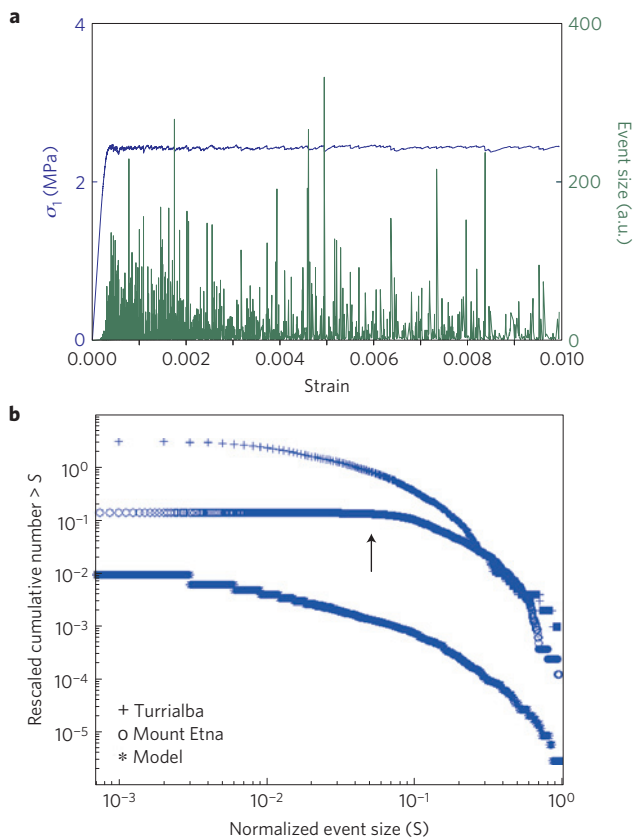 a
4
400
σ1 (MPa)
2
200
Event size (a.u.)
0
0
0.000
0.002
0.004
0.006
0.008
0.010
Strain
b
Rescaled cumulative number > S
10^0
10^-1
10^-2
10^-3
10^-4
10^-5
+ Turrialba
o Mount Etna
* Model
10^-3
10^-2
10^-1
10^0
Normalized event size (S)